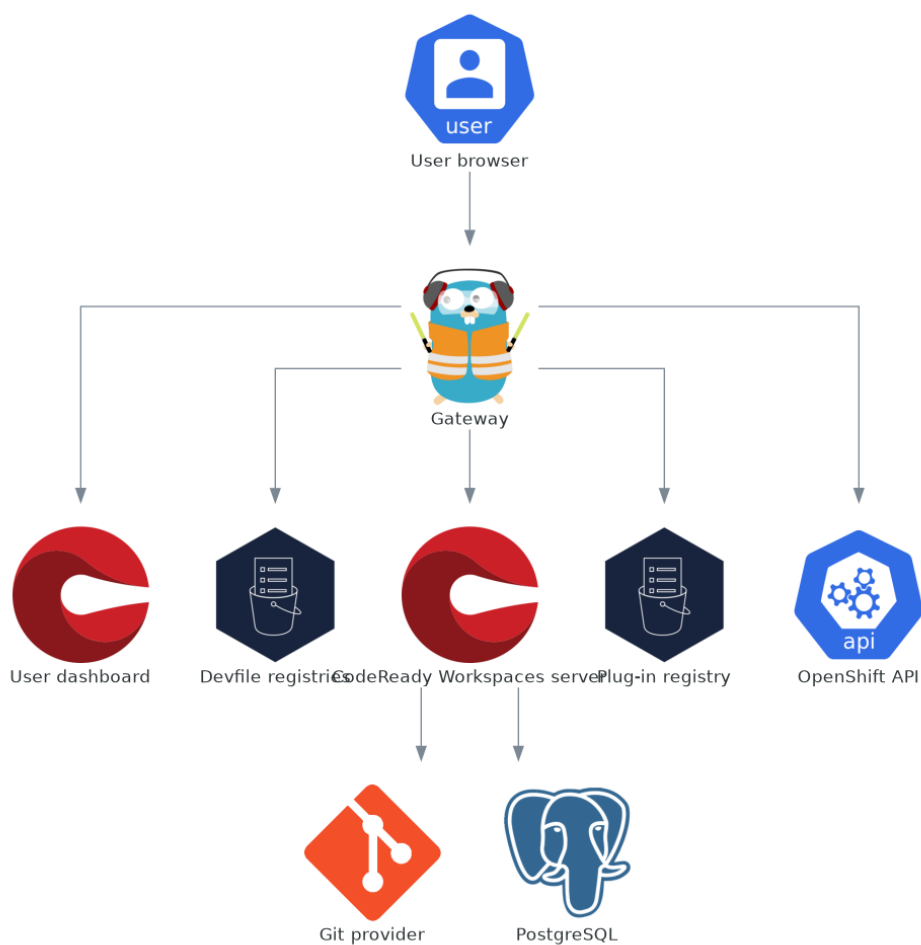 user
User browser
Gateway
api
User dashboard
Devfile registries
CodeReady Workspaces server
Plug-in registry
OpenShift API
Git provider
PostgreSQL